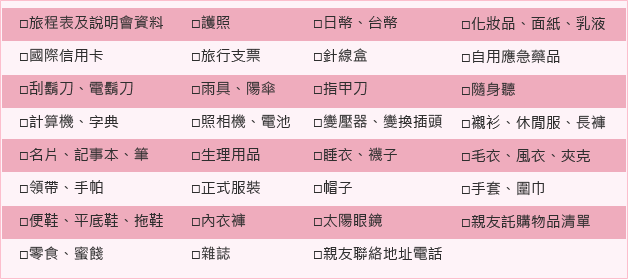 □旅程表及說明會資料 □護照 □日幣、台幣 □化妝品、面紙、乳液
□國際信用卡 □旅行支票 □針線盒 □自用應急藥品
□刮鬍刀、電鬍刀 □雨具、陽傘 □指甲刀 □隨身聽
□計算機、字典 □照相機、電池 □變壓器、變換插頭 □襯衫、休閒服、長褲
□名片、記事本、筆 □生理用品 □睡衣、襪子 □毛衣、風衣、夾克
□領帶、手帕 □正式服裝 □帽子 □手套、圍巾
□便鞋、平底鞋、拖鞋 □內衣褲 □太陽眼鏡 □親友託購物品清單
□零食、蜜餞 □雜誌 □親友聯絡地址電話